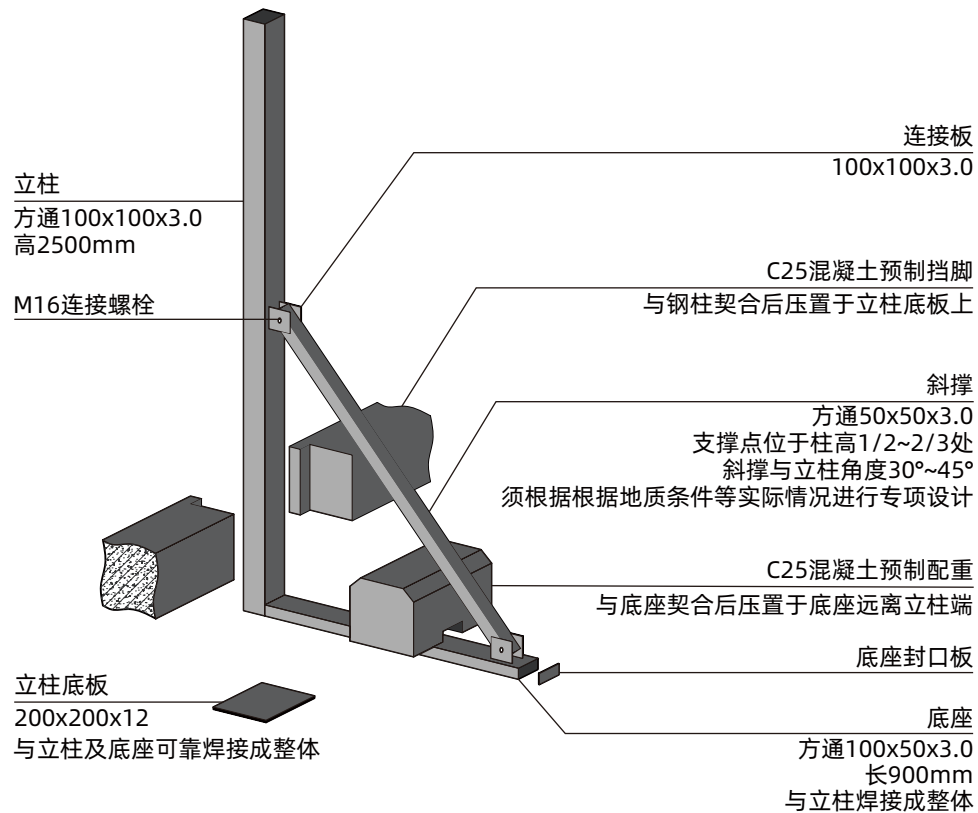 立柱
方通100x100x3.0
高2500mm
M16连接螺栓
立柱底板
200x200x12
与立柱及底座可靠焊接成整体
连接板
100x100x3.0
C25混凝土预制挡脚
与钢柱契合后压置于立柱底板上
斜撑
方通50x50x3.0
支撑点位于柱高1/2~2/3处
斜撑与立柱角度30°~45°
须根据根据地质条件等实际情况进行专项设计
C25混凝土预制配重
与底座契合后压置于底座远离立柱端
底座封口板
底座
方通100x50x3.0
长900mm
与立柱焊接成整体